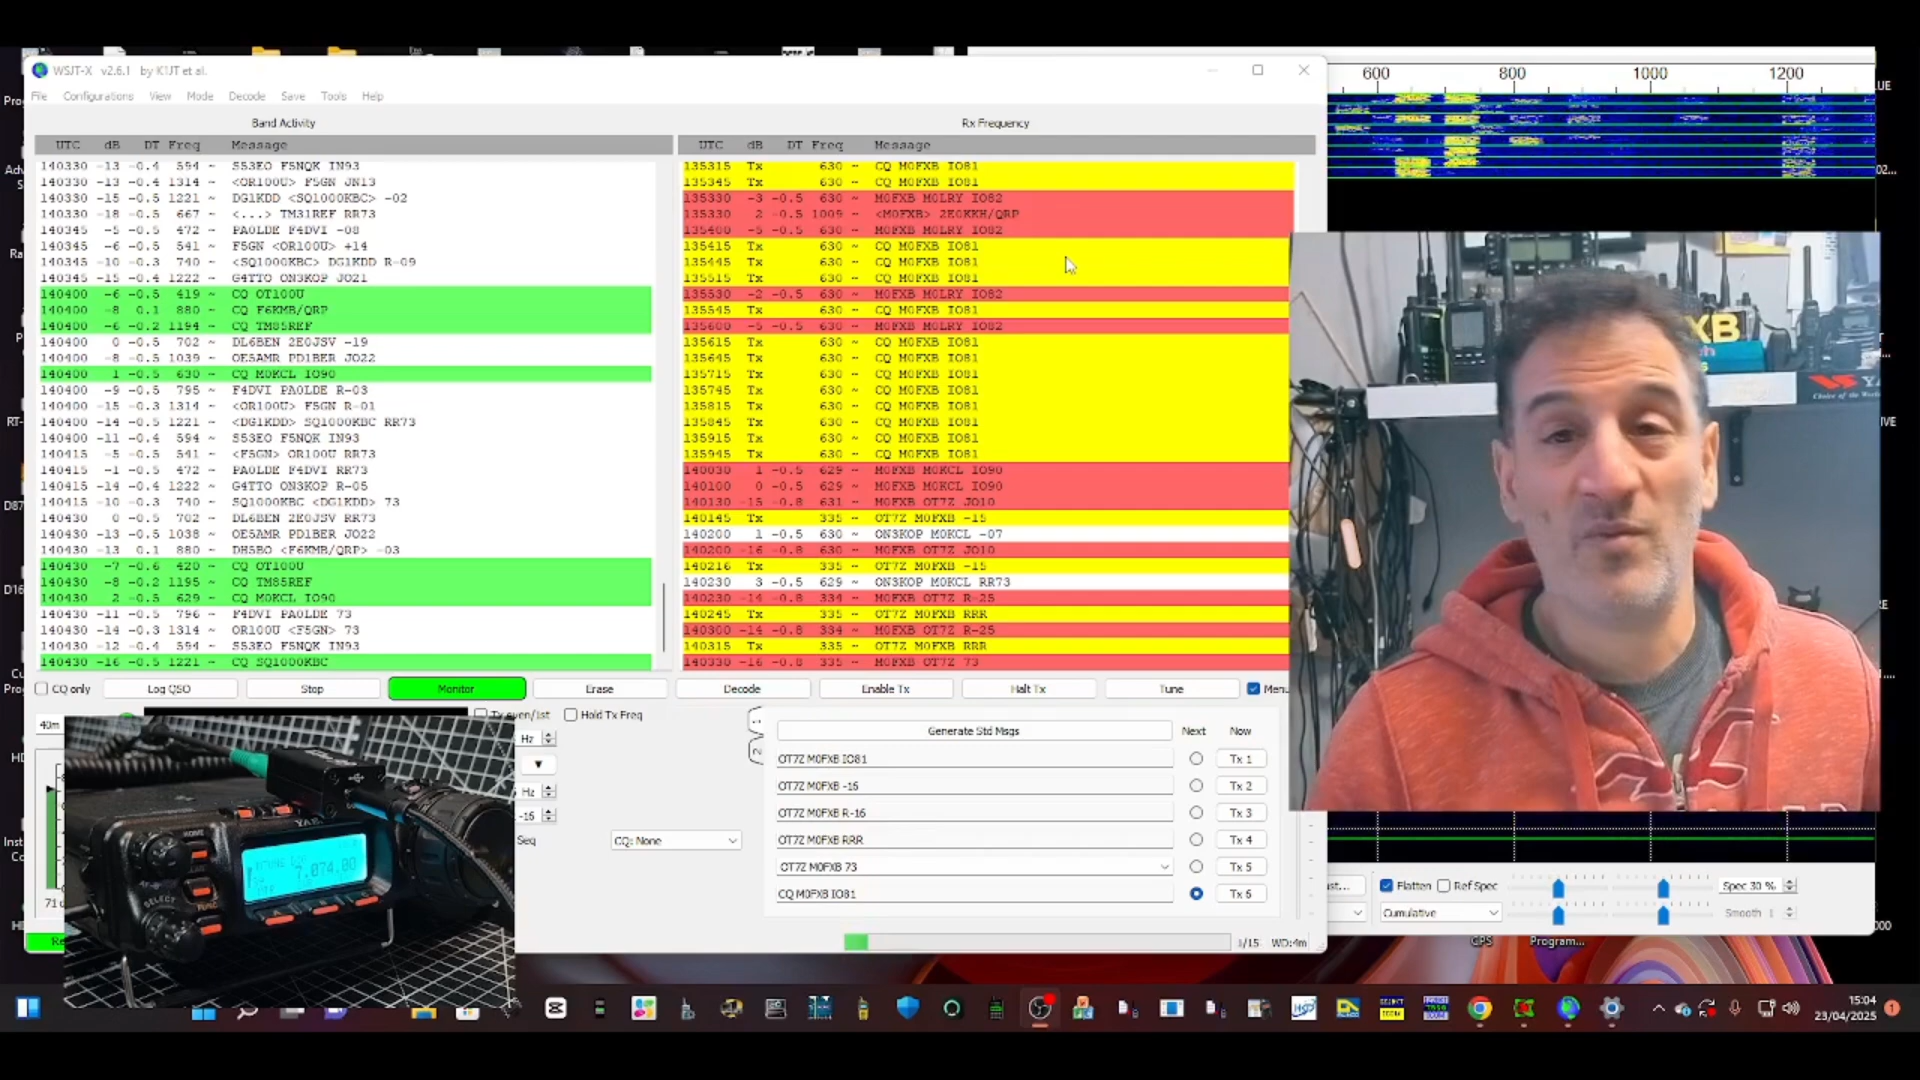 WSJT-X v2.6.1 by K1JT et al.
File Configurations View Mode Decode Save Tools Help
Band Activity
UTC dB DT Freq Message
140330 -13 -0.4 594 ~ S53EO F5NQK IN93
140330 -13 -0.4 1314 ~ <OR100U> F5GN JN13
140330 -15 -0.5 1221 ~ DG1KDD <SQ1000KBC> -02
140330 -18 -0.5 667 ~ <...> TM31REF RR73
140345 -5 -0.5 472 ~ PA0LDE F4DVI -08
140345 -6 -0.5 541 ~ F5GN <OR100U> +14
140345 -10 -0.3 740 ~ <SQ1000KBC> DG1KDD R-09
140345 -15 -0.4 1222 ~ G4TTO ON3KOP JO21
140400 -6 -0.5 419 ~ CQ OT100U
140400 -8 0.1 880 ~ CQ F6KMB/QRP
140400 -6 -0.2 1194 ~ CQ TM85REF
140400 0 -0.5 702 ~ DL6BEN 2E0JSV -19
140400 -8 -0.5 1039 ~ OE5AMR PD1BER JO22
140400 1 -0.5 630 ~ CQ M0KCL IO90
140400 -9 -0.5 795 ~ F4DVI PA0LDE R-03
140400 -15 -0.3 1314 ~ <OR100U> F5GN R-01
140400 -14 -0.5 1221 ~ <DG1KDD> SQ1000KBC RR73
140400 -11 -0.4 594 ~ S53EO F5NQK IN93
140415 -5 -0.5 541 ~ <F5GN> OR100U RR73
140415 -1 -0.5 472 ~ PA0LDE F4DVI RR73
140415 -14 -0.4 1222 ~ G4TTO ON3KOP R-05
140415 -10 -0.3 740 ~ SQ1000KBC <DG1KDD> 73
140430 0 -0.5 702 ~ DL6BEN 2E0JSV RR73
140430 -13 -0.5 1038 ~ OE5AMR PD1BER JO22
140430 -13 0.1 880 ~ DH5BO <F6KMB/QRP> -03
140430 -7 -0.6 420 ~ CQ OT100U
140430 -8 -0.2 1195 ~ CQ TM85REF
140430 2 -0.5 629 ~ CQ M0KCL IO90
140430 -11 -0.5 796 ~ F4DVI PA0LDE 73
140430 -14 -0.3 1314 ~ OR100U <F5GN> 73
140430 -12 -0.4 594 ~ S53EO F5NQK IN93
140430 -16 -0.5 1221 ~ CQ SQ1000KBC
Rx Frequency
UTC dB DT Freq Message
135315 Tx 630 ~ CQ M0FXB IO81
135345 Tx 630 ~ CQ M0FXB IO81
135330 -3 -0.5 630 ~ M0FXB M0LRY IO82
135330 2 -0.5 1009 ~ <M0FXB> 2E0KKH/QRP
135400 -5 -0.5 630 ~ M0FXB M0LRY IO82
135415 Tx 630 ~ CQ M0FXB IO81
135445 Tx 630 ~ CQ M0FXB IO81
135515 Tx 630 ~ CQ M0FXB IO81
135530 -2 -0.5 630 ~ M0FXB M0LRY IO82
135545 Tx 630 ~ CQ M0FXB IO81
135600 -5 -0.5 630 ~ M0FXB M0LRY IO82
135615 Tx 630 ~ CQ M0FXB IO81
135645 Tx 630 ~ CQ M0FXB IO81
135715 Tx 630 ~ CQ M0FXB IO81
135745 Tx 630 ~ CQ M0FXB IO81
135815 Tx 630 ~ CQ M0FXB IO81
135845 Tx 630 ~ CQ M0FXB IO81
135915 Tx 630 ~ CQ M0FXB IO81
135945 Tx 630 ~ CQ M0FXB IO81
140030 1 -0.5 629 ~ M0FXB M0KCL IO90
140100 0 -0.5 629 ~ M0FXB M0KCL IO90
140130 -15 -0.8 631 ~ M0FXB OT7Z JO10
140145 Tx 335 ~ OT7Z M0FXB -15
140200 1 -0.5 630 ~ ON3KOP M0KCL -07
140200 -16 -0.8 630 ~ M0FXB OT7Z JO10
140216 Tx 335 ~ OT7Z M0FXB -15
140230 3 -0.5 629 ~ ON3KOP M0KCL RR73
140230 -14 -0.8 334 ~ M0FXB OT7Z R-25
140245 Tx 335 ~ OT7Z M0FXB RRR
140300 -14 -0.8 334 ~ M0FXB OT7Z R-25
140315 Tx 335 ~ OT7Z M0FXB RRR
140330 -16 -0.8 335 ~ M0FXB OT7Z 73
600 800 1000 1200
XB
Choice of the
CQ only Log QSO Stop Monitor Erase Decode Enable Tx Halt Tx Tune Menu
40m Tx even/1st Hold Tx Freq
Hz
Hz
-16
Seq CQ: None
Generate Std Msgs Next Now
OT7Z M0FXB IO81 Tx 1
OT7Z M0FXB -15 Tx 2
OT7Z M0FXB R-16 Tx 3
OT7Z M0FXB RRR Tx 4
OT7Z M0FXB 73 Tx 5
CQ M0FXB IO81 Tx 6
1/15 WD:4m
7.074.00
Flatten Ref Spec Spec 30 %
Cumulative Smooth 1
GPS Program...
15:04
23/04/2025